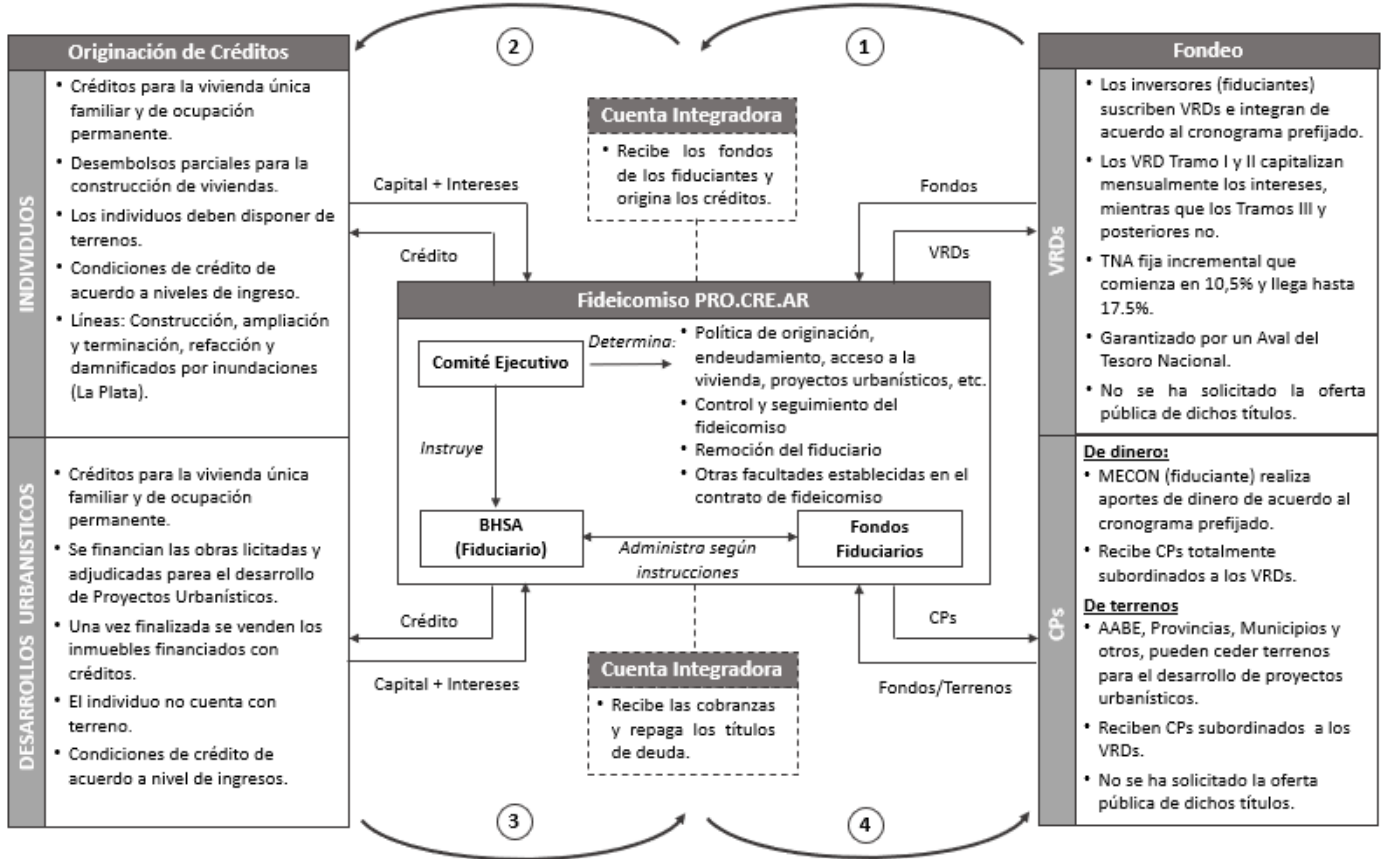 2
1
Originación de Créditos
INDIVIDUOS
• Créditos para la vivienda única
familiar y de ocupación
permanente.
• Desembolsos parciales para la
construcción de viviendas.
• Los individuos deben disponer de
terrenos.
• Condiciones de crédito de
acuerdo a niveles de ingreso.
• Líneas: Construcción, ampliación
y terminación, refacción y
damnificados por inundaciones
(La Plata).
DESARROLLOS URBANISTICOS
• Créditos para la vivienda única
familiar y de ocupación
permanente.
• Se financian las obras licitadas y
adjudicadas parea el desarrollo
de Proyectos Urbanísticos.
• Una vez finalizada se venden los
inmuebles financiados con
créditos.
• El individuo no cuenta con
terreno.
• Condiciones de crédito de
acuerdo a nivel de ingresos.
Capital + Intereses
Crédito
Cuenta Integradora
• Recibe los fondos
de los fiduciantes y
origina los créditos.
Fondos
VRDs
Fideicomiso PRO.CRE.AR
Comité Ejecutivo
Determina:
• Política de originación,
endeudamiento, acceso a la
vivienda, proyectos urbanísticos, etc.
• Control y seguimiento del
fideicomiso
• Remoción del fiduciario
• Otras facultades establecidas en el
contrato de fideicomiso
Instruye
BHSA
(Fiduciario)
Administra según
instrucciones
Fondos
Fiduciarios
Crédito
Capital + Intereses
Cuenta Integradora
• Recibe las cobranzas
y repaga los títulos
de deuda.
CPs
Fondos/Terrenos
Fondeo
VRDs
• Los inversores (fiduciantes)
suscriben VRDs e integran de
acuerdo al cronograma prefijado.
• Los VRD Tramo I y II capitalizan
mensualmente los intereses,
mientras que los Tramos III y
posteriores no.
• TNA fija incremental que
comienza en 10,5% y llega hasta
17.5%.
• Garantizado por un Aval del
Tesoro Nacional.
• No se ha solicitado la oferta
pública de dichos títulos.
CPs
De dinero:
• MECON (fiduciante) realiza
aportes de dinero de acuerdo al
cronograma prefijado.
• Recibe CPs totalmente
subordinados a los VRDs.
De terrenos
• AABE, Provincias, Municipios y
otros, pueden ceder terrenos
para el desarrollo de proyectos
urbanísticos.
• Reciben CPs subordinados a los
VRDs.
• No se ha solicitado la oferta
pública de dichos títulos.
3
4